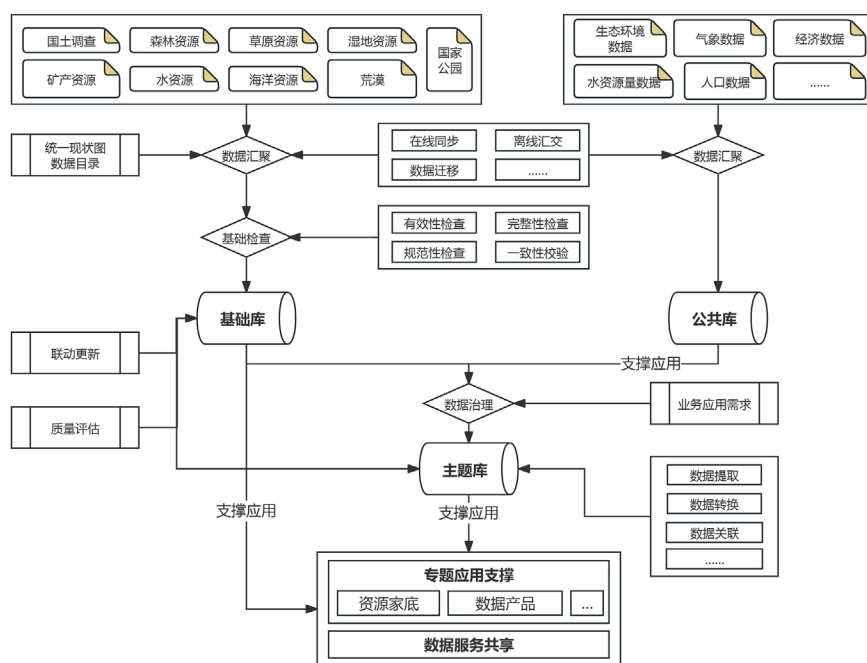 国土调查
森林资源
草原资源
湿地资源
国家
公园
矿产资源
水资源
海洋资源
荒漠
生态环境
数据
气象数据
经济数据
水资源量数据
人口数据
……
统一现状图
数据目录
数据汇聚
在线同步
离线汇交
数据迁移
……
数据汇聚
基础检查
有效性检查
完整性检查
规范性检查
一致性校验
基础库
公共库
联动更新
支撑应用
质量评估
数据治理
业务应用需求
主题库
数据提取
数据转换
数据关联
……
支撑应用
支撑应用
专题应用支撑
资源家底
数据产品
...
数据服务共享